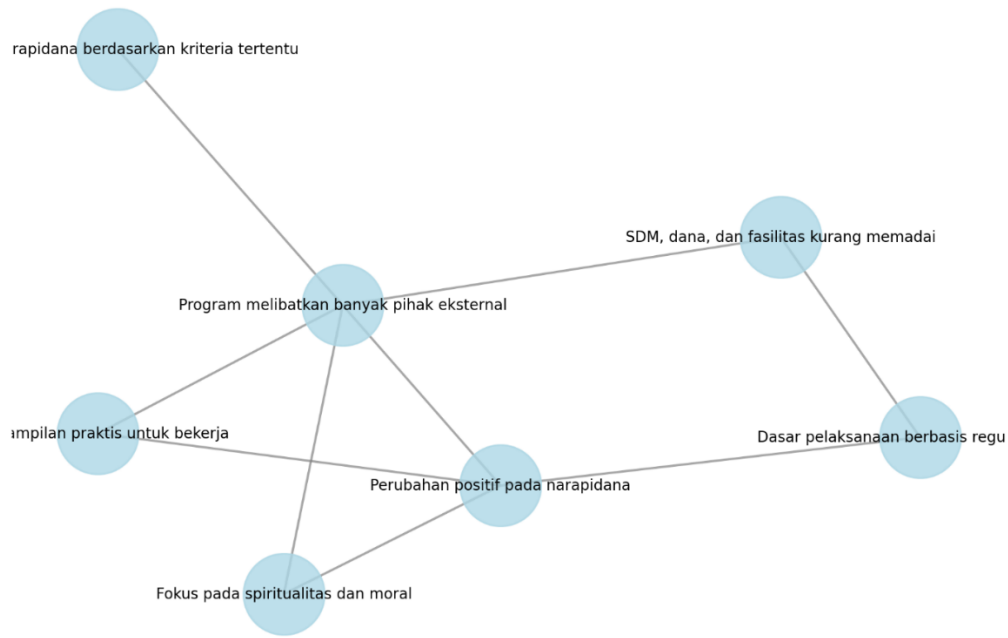 rapidana berdasarkan kriteria tertentu
SDM, dana, dan fasilitas kurang memadai
Program melibatkan banyak pihak eksternal
ampilan praktis untuk bekerja
Dasar pelaksanaan berbasis regu
Perubahan positif pada narapidana
Fokus pada spiritualitas dan moral